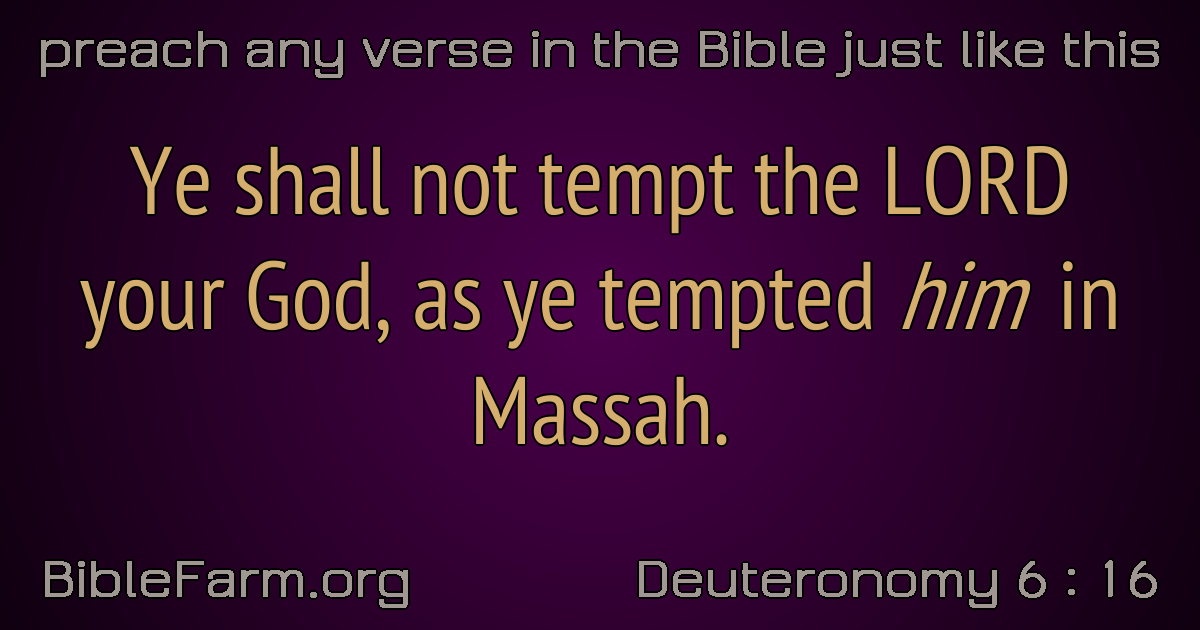 preach any verse in the Bible just like this
Ye shall not tempt the LORD
your God, as ye tempted him in
Massah.
BibleFarm.org
Deuteronomy 6 : 16